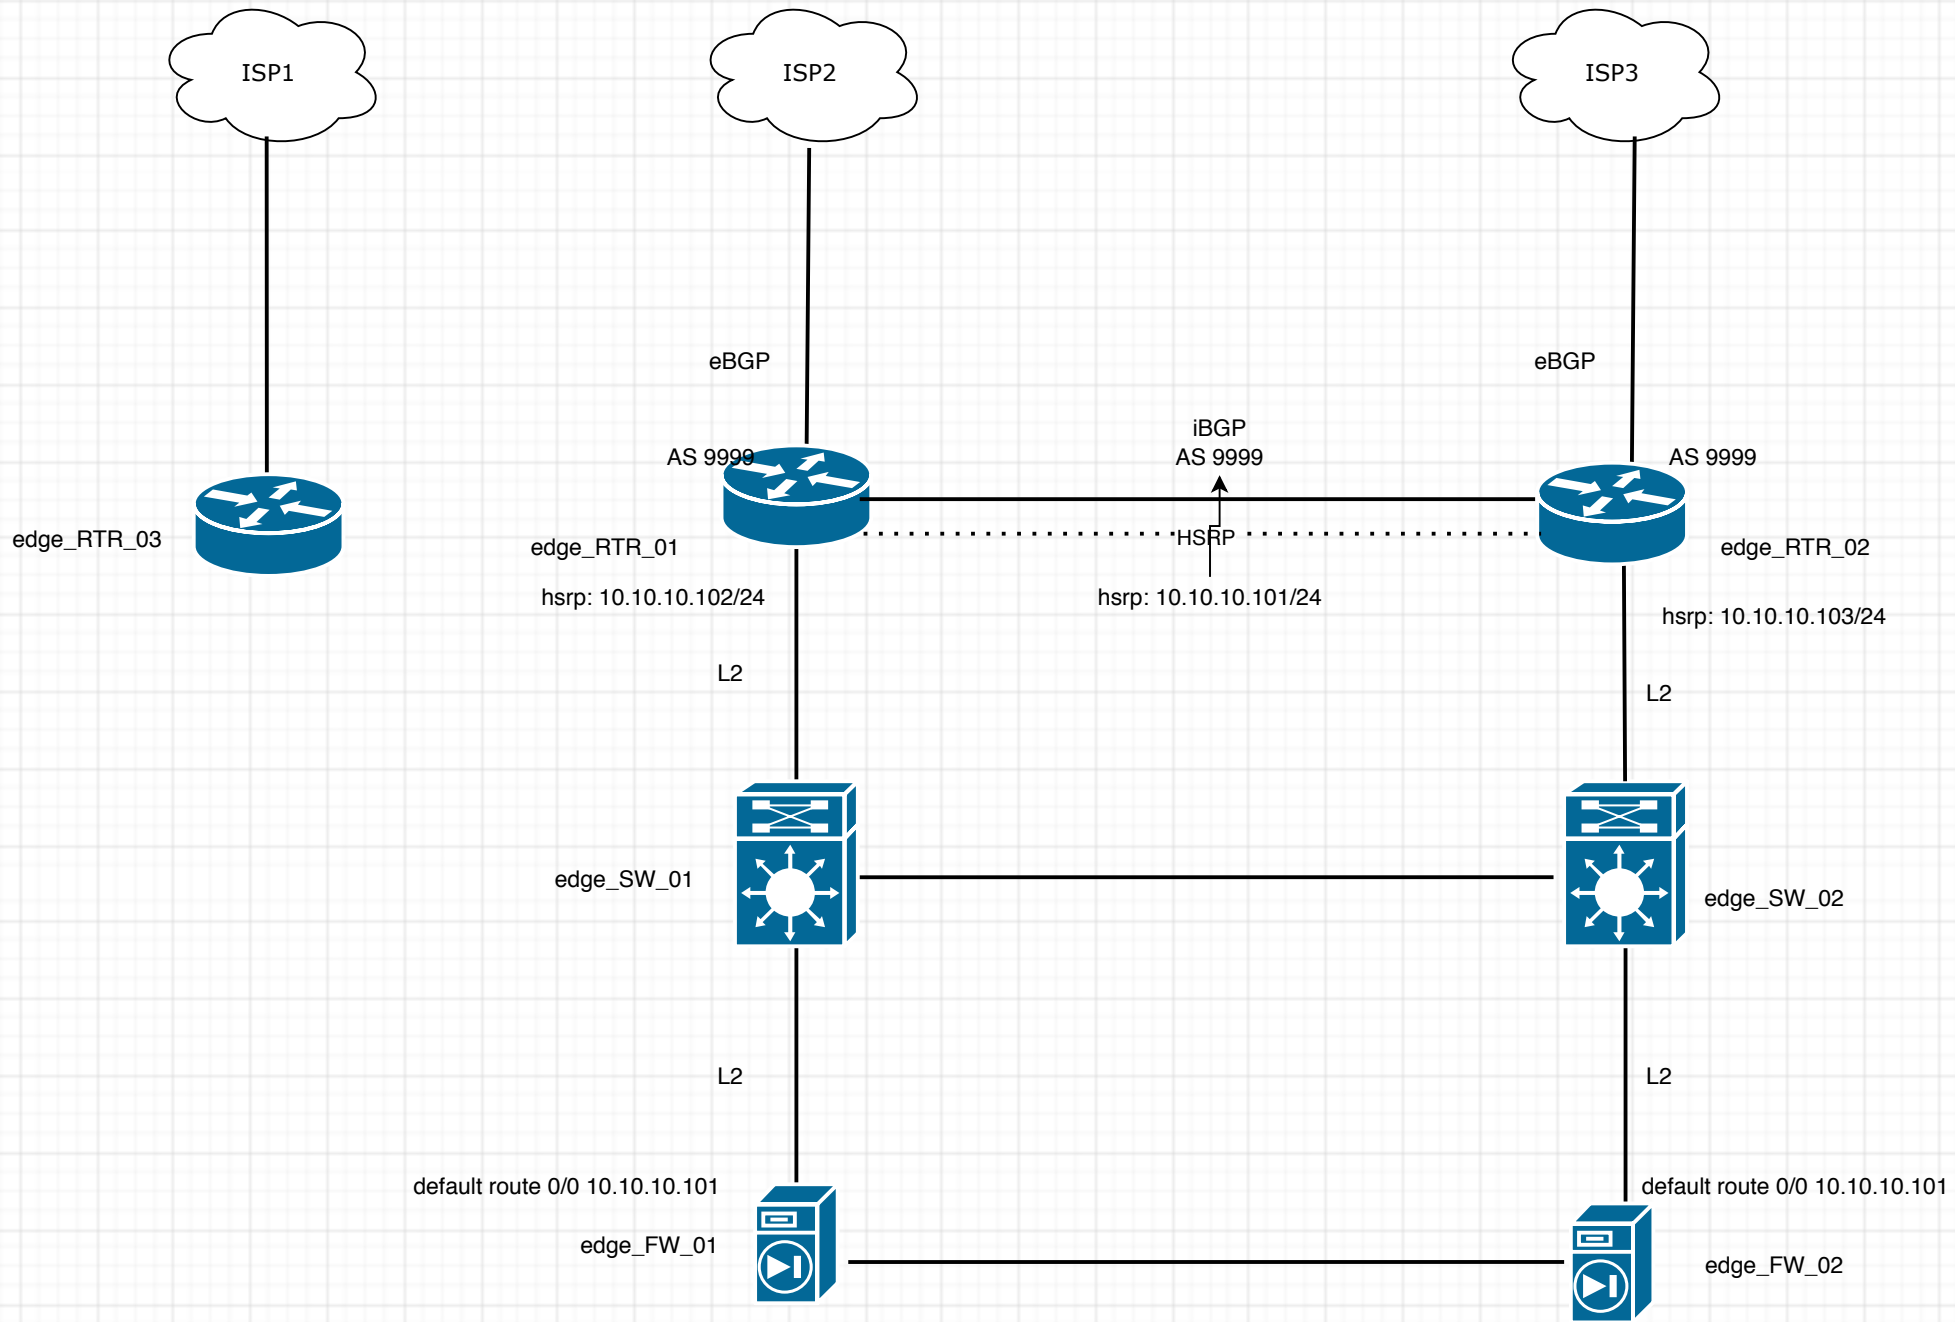 ISP1
ISP2
ISP3
eBGP
eBGP
iBGP
AS 9999
AS 9999
AS 9999
HSRP
edge_RTR_03
edge_RTR_01
edge_RTR_02
hsrp: 10.10.10.102/24
hsrp: 10.10.10.101/24
hsrp: 10.10.10.103/24
L2
L2
edge_SW_01
edge_SW_02
L2
L2
default route 0/0 10.10.10.101
default route 0/0 10.10.10.101
edge_FW_01
edge_FW_02